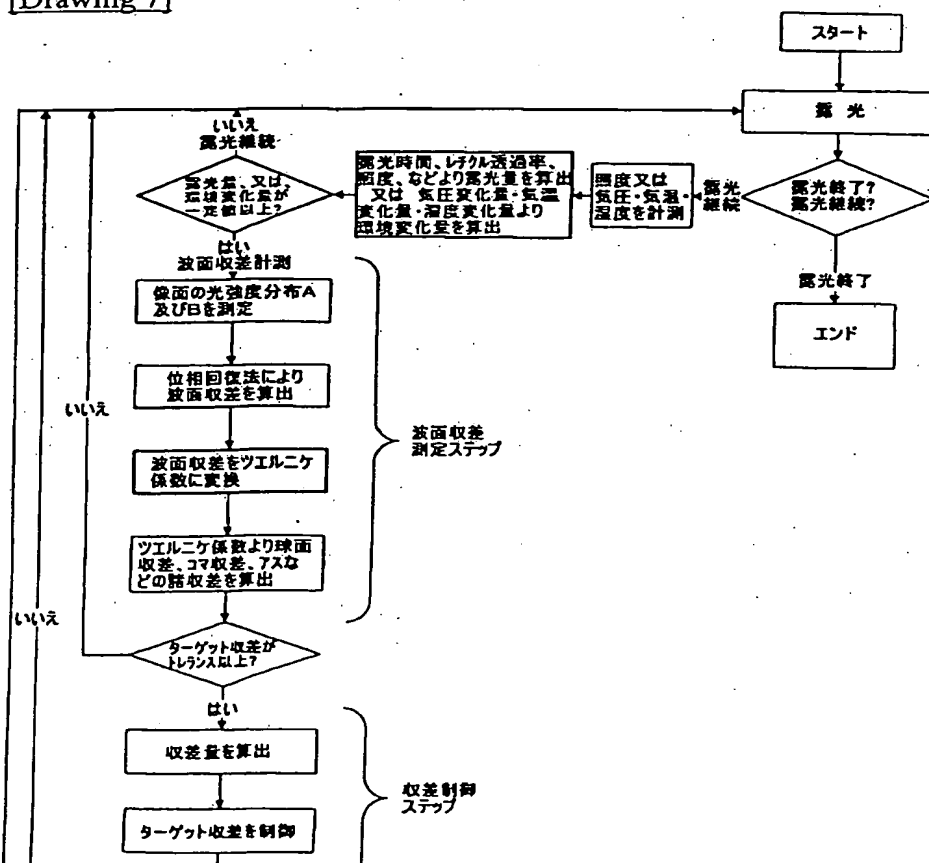 [Drawing 7]
スタート
露光
露光終了?
露光継続?
露光
継続
照度又は
気圧・気温・
湿度を計測
露光時間、レチクル透過率、
照度、などより露光量を算出
又は 気圧変化量・気温
変化量・湿度変化量より
環境変化量を算出
露光終了
エンド
いいえ
露光継続
露光量、又は
環境変化量が
一定値以上?
はい
波面収差計測
像面の光強度分布A
及びBを測定
位相回復法により
波面収差を算出
波面収差をツエルニケ
係数に変換
ツエルニケ係数より球面
収差、コマ収差、アスな
どの諸収差を算出
波面収差
測定ステップ
いいえ
いいえ
ターゲット収差が
トレランス以上?
はい
収差量を算出
ターゲット収差を制御
収差制御
ステップ